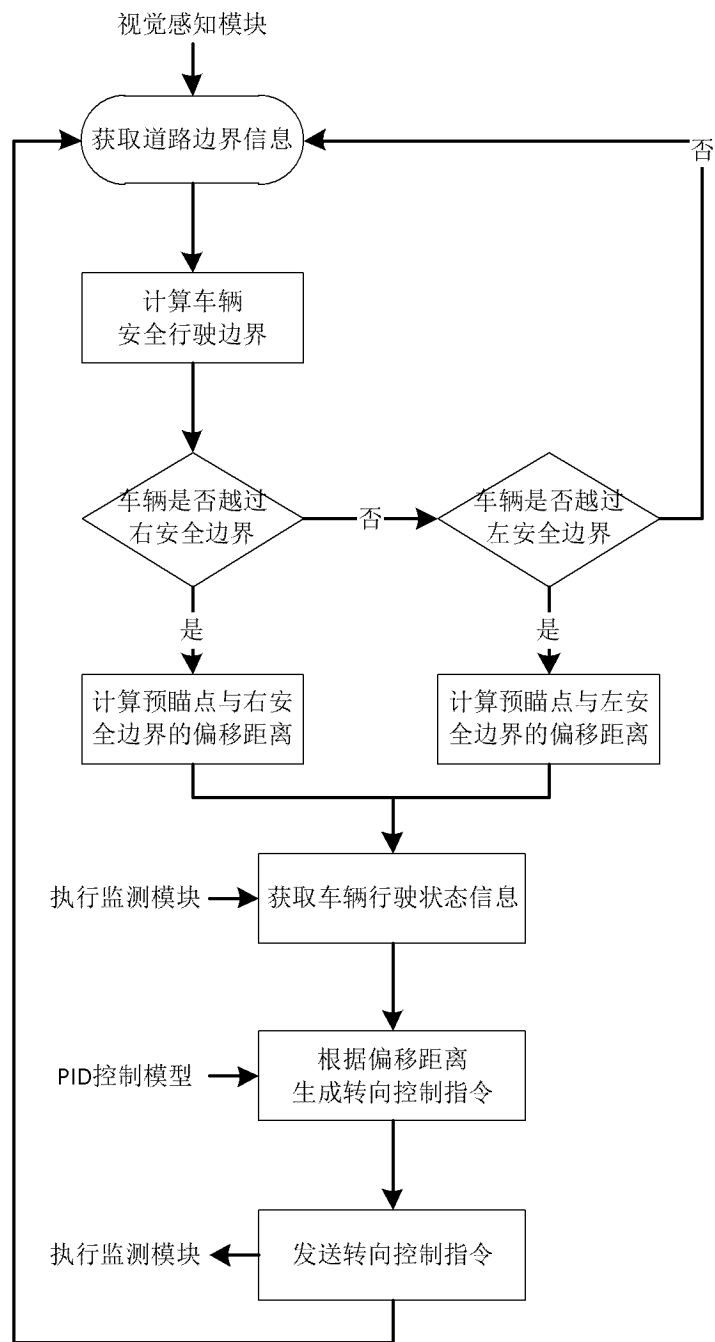 视觉感知模块
获取道路边界信息
否
计算车辆
安全行驶边界
车辆是否越过
右安全边界
否
车辆是否越过
左安全边界
是
是
计算预瞄点与右安
全边界的偏移距离
计算预瞄点与左安
全边界的偏移距离
执行监测模块
获取车辆行驶状态信息
PID控制模型
根据偏移距离
生成转向控制指令
执行监测模块
发送转向控制指令